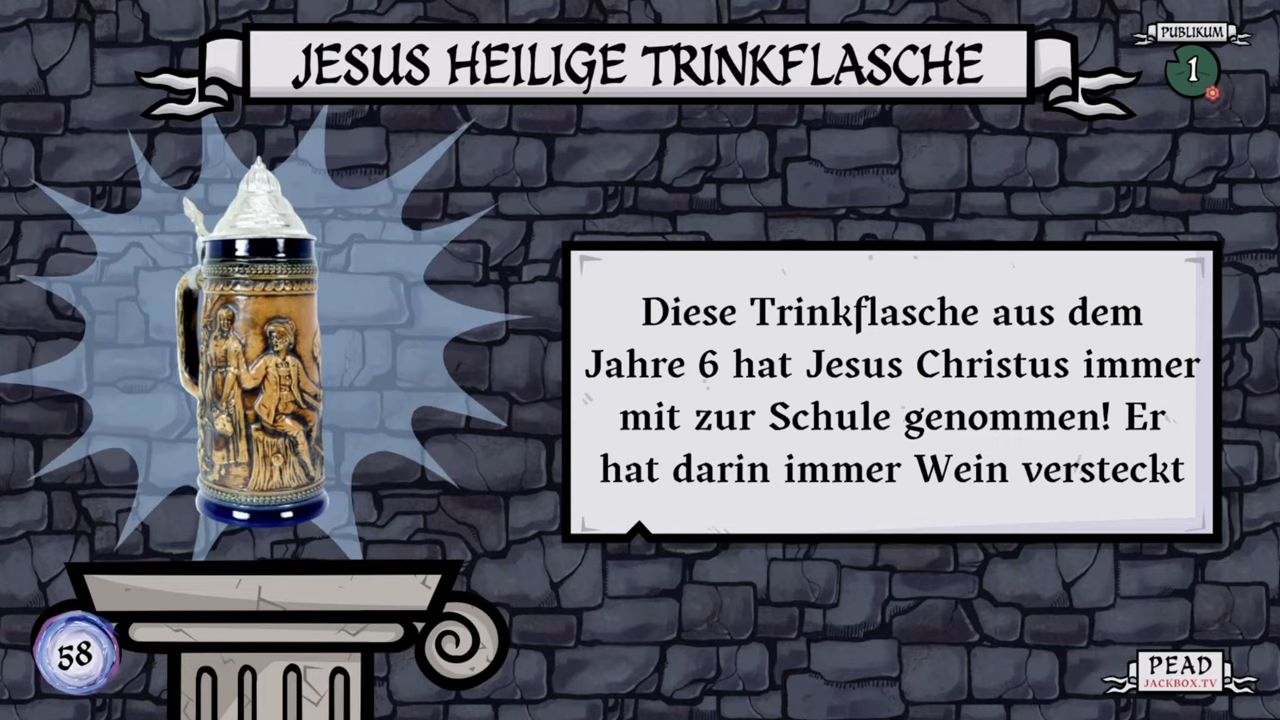 JESUS HEILIGE TRINKFLASCHE
PUBLIKUM
1
Diese Trinkflasche aus dem
Jahre 6 hat Jesus Christus immer
mit zur Schule genommen! Er
hat darin immer Wein versteckt
58
PEAD
JACKBOX.TV